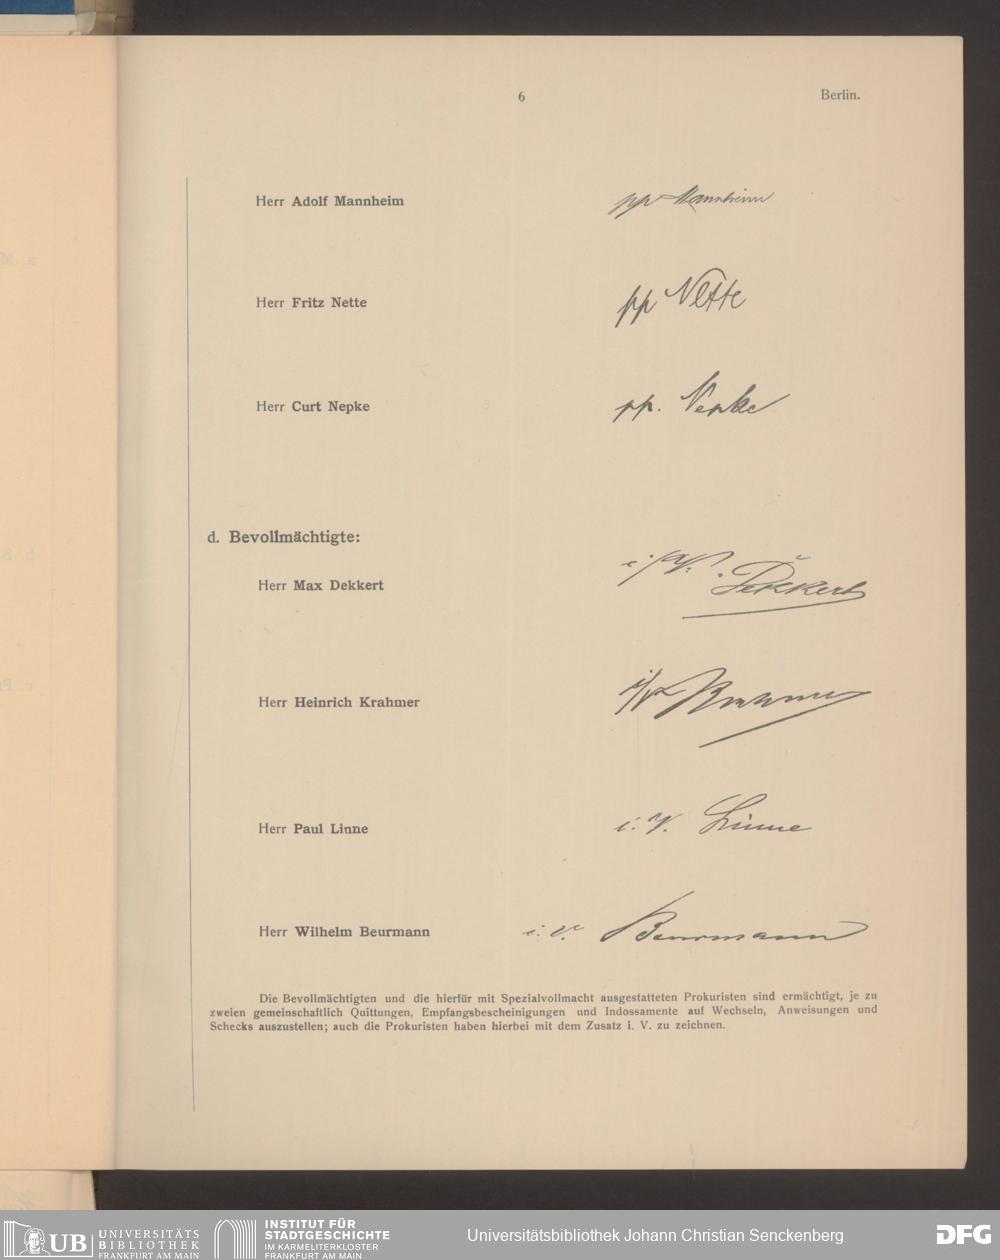 6
Berlin.
Herr Adolf Mannheim
pp Mannheim
Herr Fritz Nette
pp Nette
Herr Curt Nepke
pp. Nepke
d. Bevollmächtigte:
Herr Max Dekkert
Dekkert
Herr Heinrich Krahmer
i/V Krahmer
Herr Paul Linne
i. V. Linne
Herr Wilhelm Beurmann
i. V. Beurmann
Die Bevollmächtigten und die hierfür mit Spezialvollmacht ausgestatteten Prokuristen sind ermächtigt, je zu
zweien gemeinschaftlich Quittungen, Empfangsbescheinigungen und Indossamente auf Wechseln, Anweisungen und
Schecks auszustellen; auch die Prokuristen haben hierbei mit dem Zusatz i. V. zu zeichnen.
UB UNIVERSITÄTS
BIBLIOTHEK
FRANKFURT AM MAIN
INSTITUT FÜR
STADTGESCHICHTE
IM KARMELITERKLOSTER
FRANKFURT AM MAIN
Universitätsbibliothek Johann Christian Senckenberg
DFG